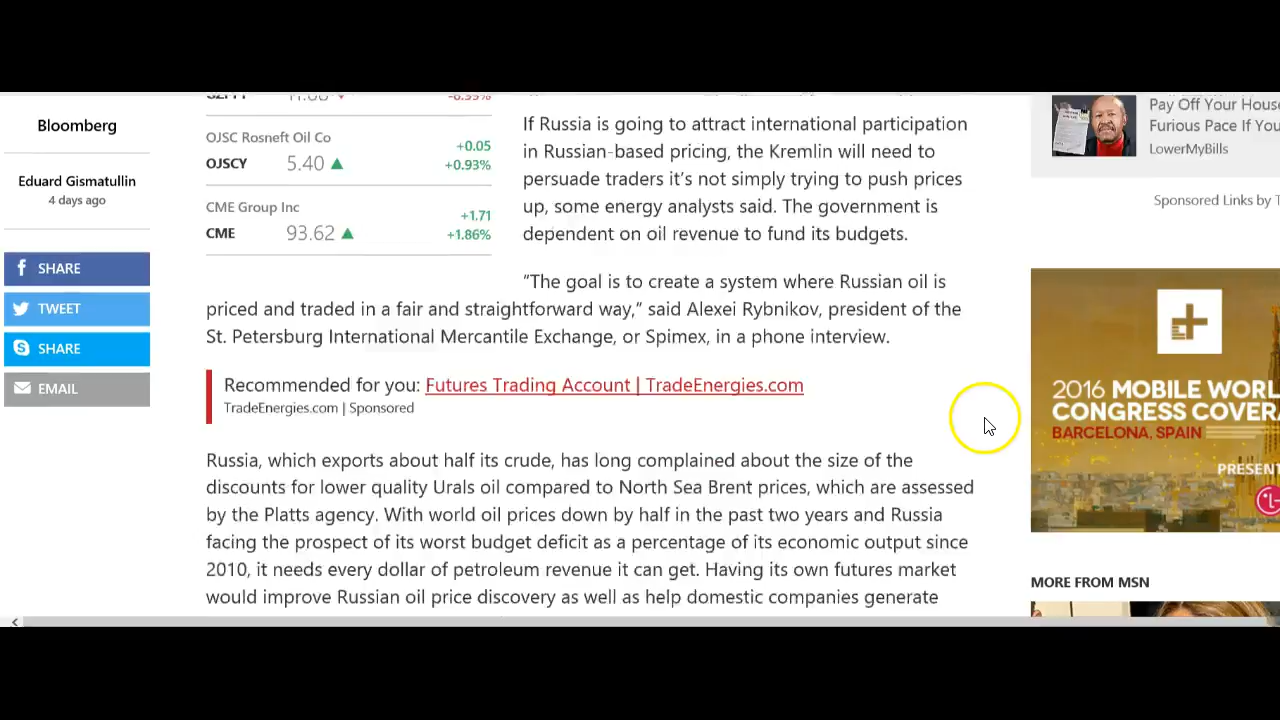 Bloomberg
Eduard Gismatullin
4 days ago
SHARE
TWEET
SHARE
EMAIL
-6.35%
OJSC Rosneft Oil Co
OJSCY 5.40 +0.05
+0.93%
CME Group Inc
CME 93.62 +1.71
+1.86%
If Russia is going to attract international participation
in Russian-based pricing, the Kremlin will need to
persuade traders it’s not simply trying to push prices
up, some energy analysts said. The government is
dependent on oil revenue to fund its budgets.
“The goal is to create a system where Russian oil is
priced and traded in a fair and straightforward way,” said Alexei Rybnikov, president of the
St. Petersburg International Mercantile Exchange, or Spimex, in a phone interview.
Recommended for you: Futures Trading Account | TradeEnergies.com
TradeEnergies.com | Sponsored
Russia, which exports about half its crude, has long complained about the size of the
discounts for lower quality Urals oil compared to North Sea Brent prices, which are assessed
by the Platts agency. With world oil prices down by half in the past two years and Russia
facing the prospect of its worst budget deficit as a percentage of its economic output since
2010, it needs every dollar of petroleum revenue it can get. Having its own futures market
would improve Russian oil price discovery as well as help domestic companies generate
Pay Off Your House
Furious Pace If You
LowerMyBills
Sponsored Links by T
2016 MOBILE WORL
CONGRESS COVERA
BARCELONA, SPAIN
PRESENT
MORE FROM MSN